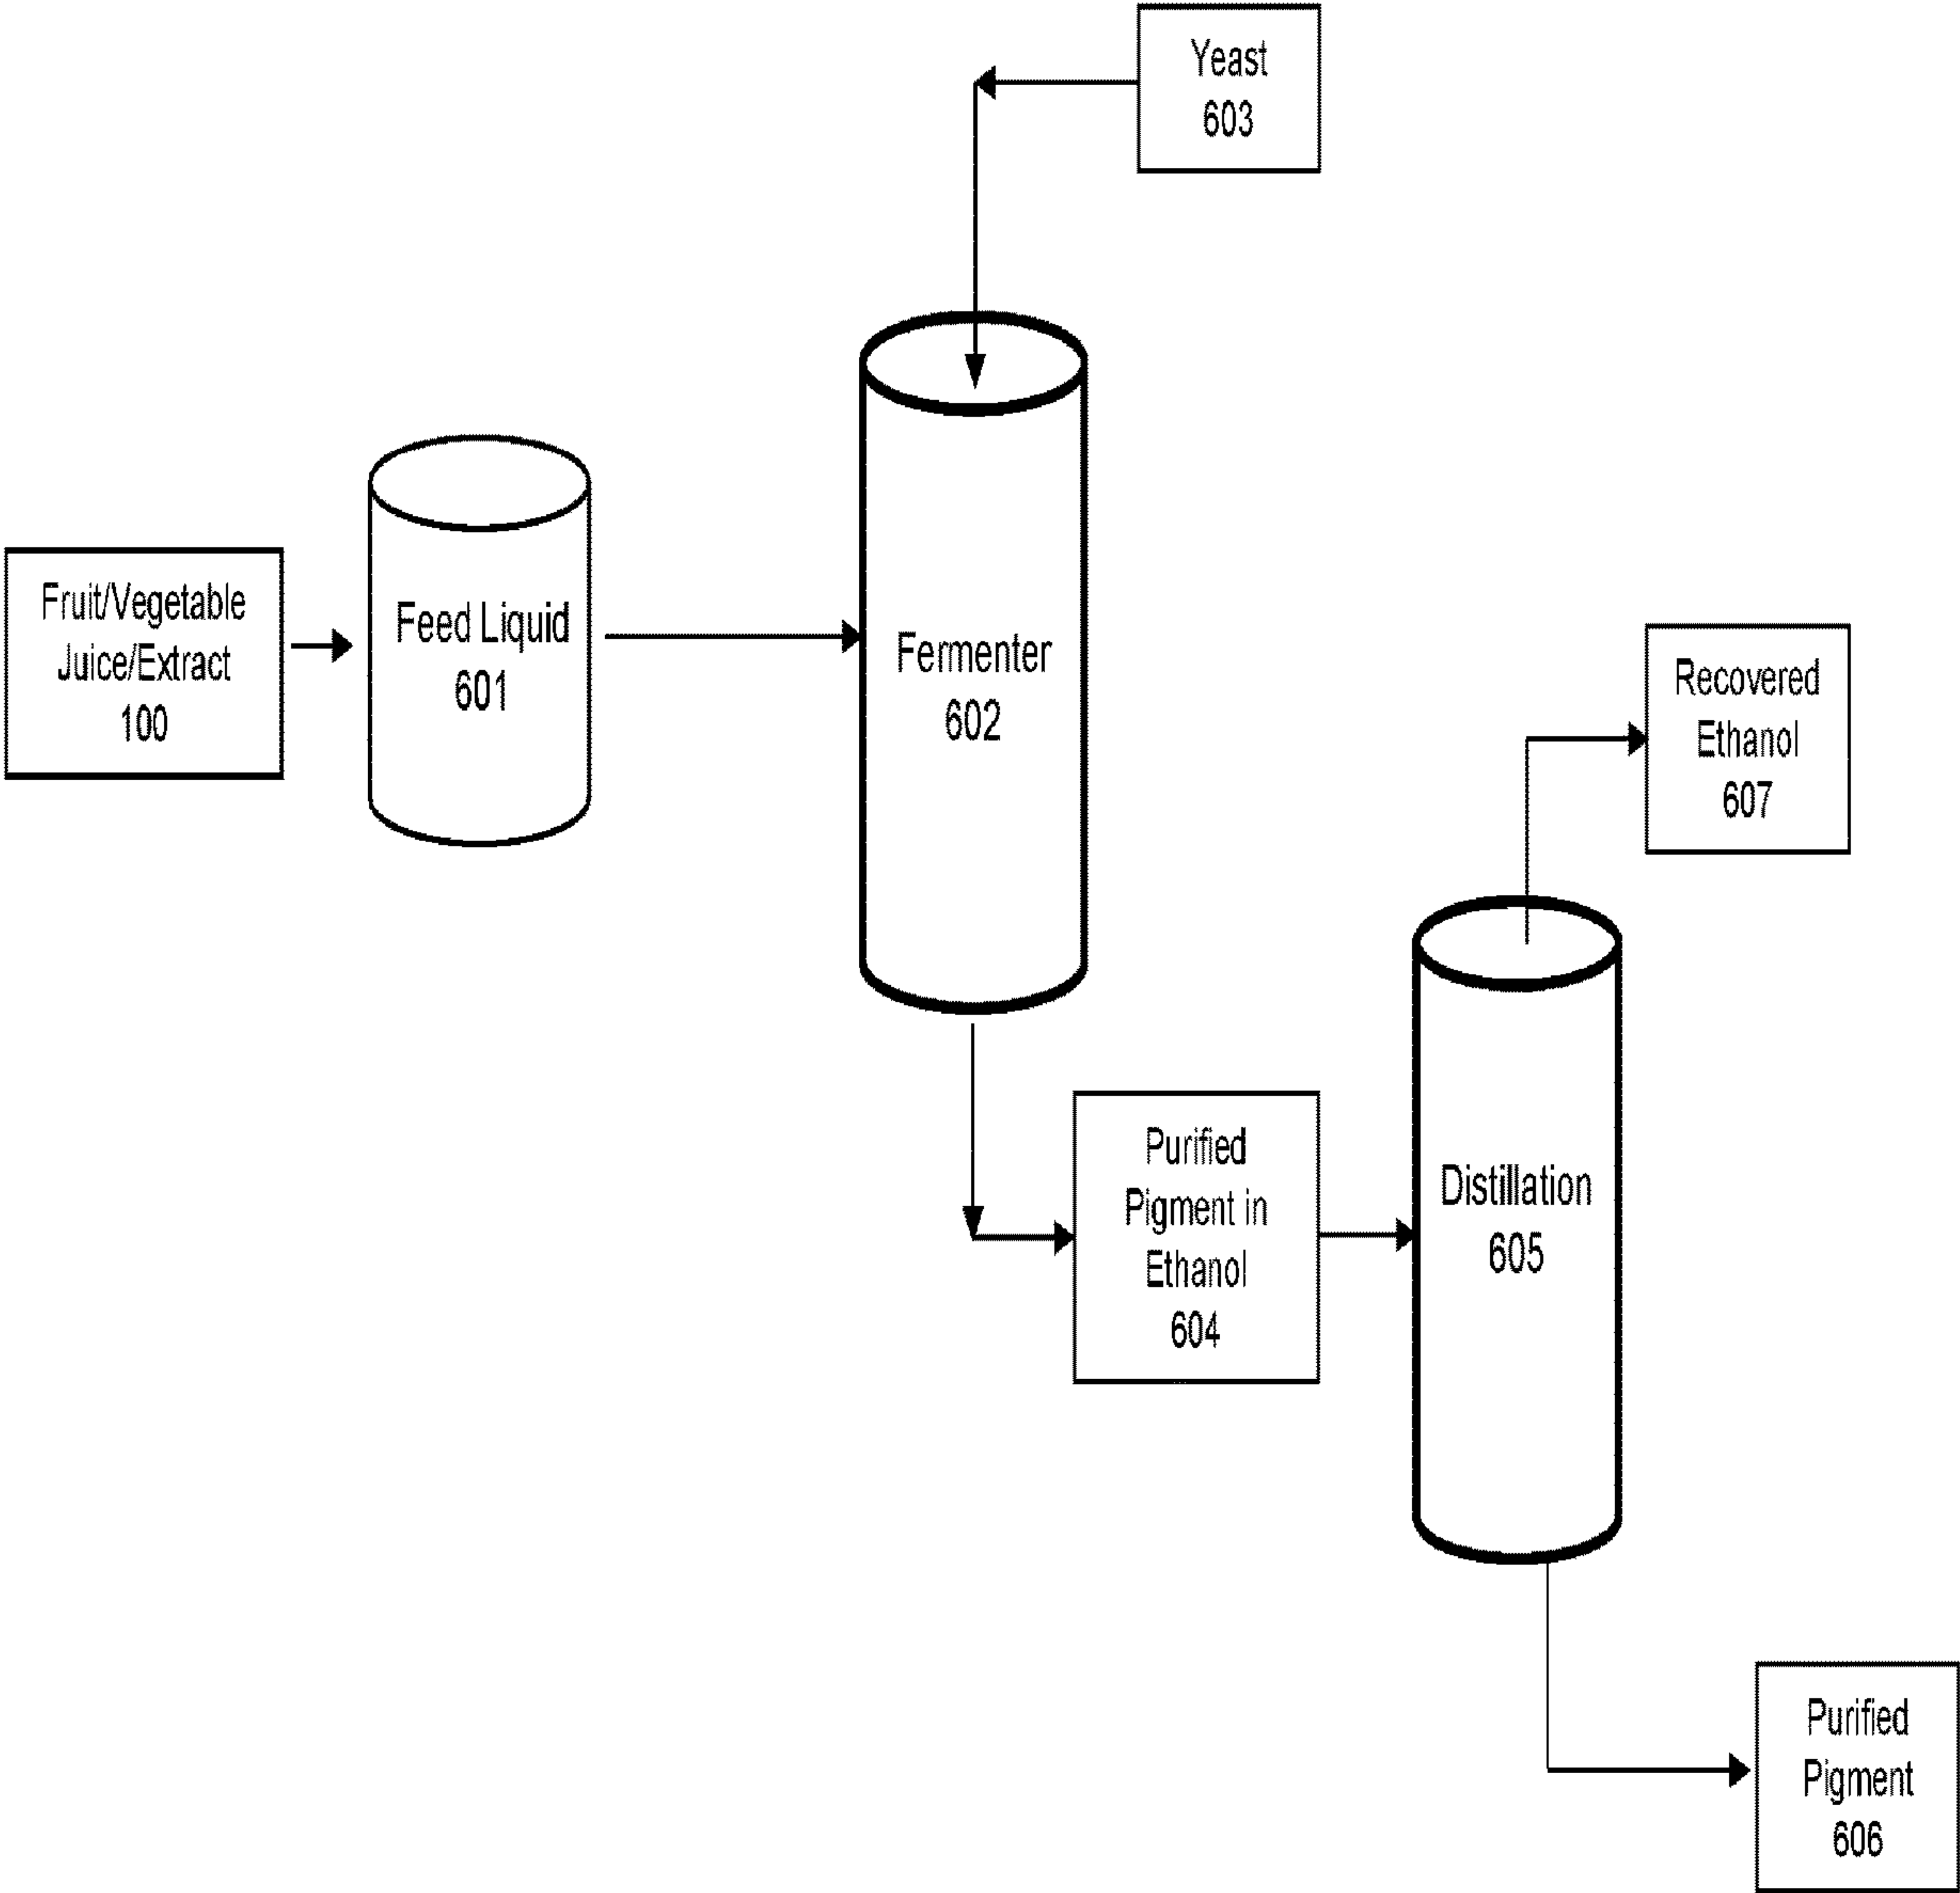 Yeast
603
Fruit/Vegetable
Juice/Extract
100
Feed Liquid
601
Fermenter
602
Recovered
Ethanol
607
Purified
Pigment in
Ethanol
604
Distillation
605
Purified
Pigment
606